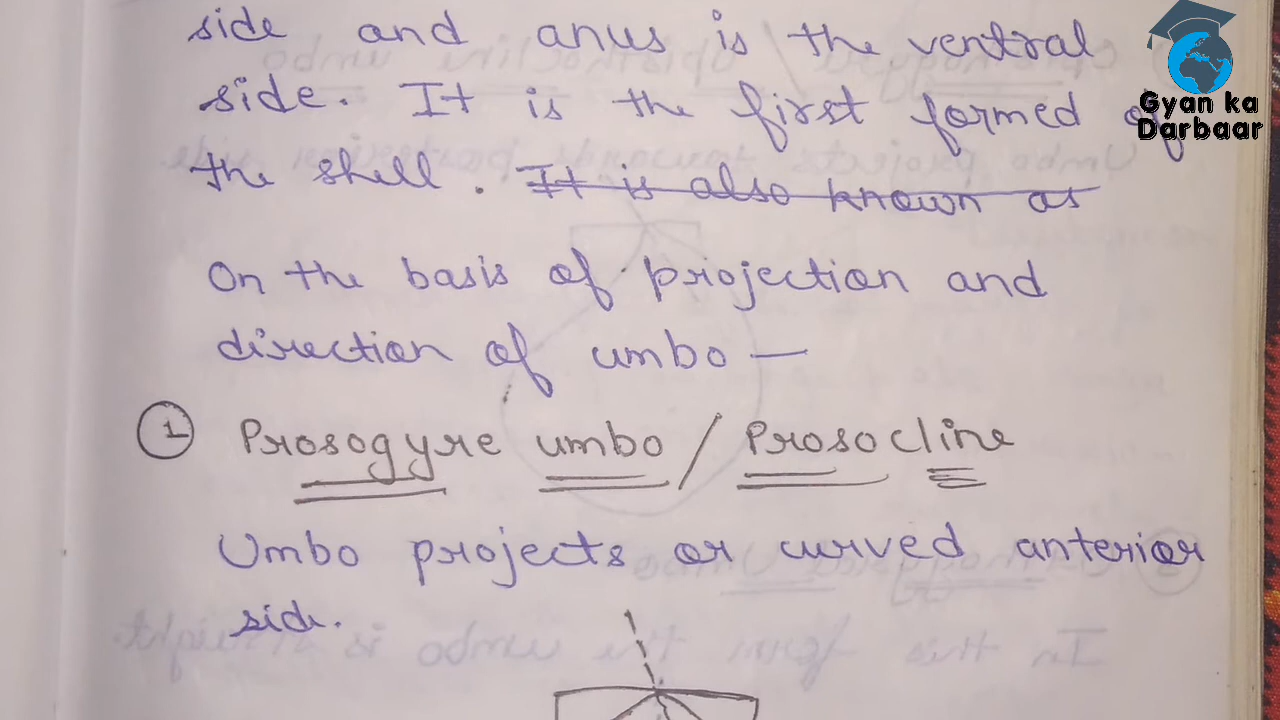 side and anus is the ventral
side. It is the first formed of
the shell. It is also known as
On the basis of projection and
direction of umbo —
① Prosogyre umbo / Prosocline
Umbo projects or curved anterior
side.
Gyan ka
Darbaar